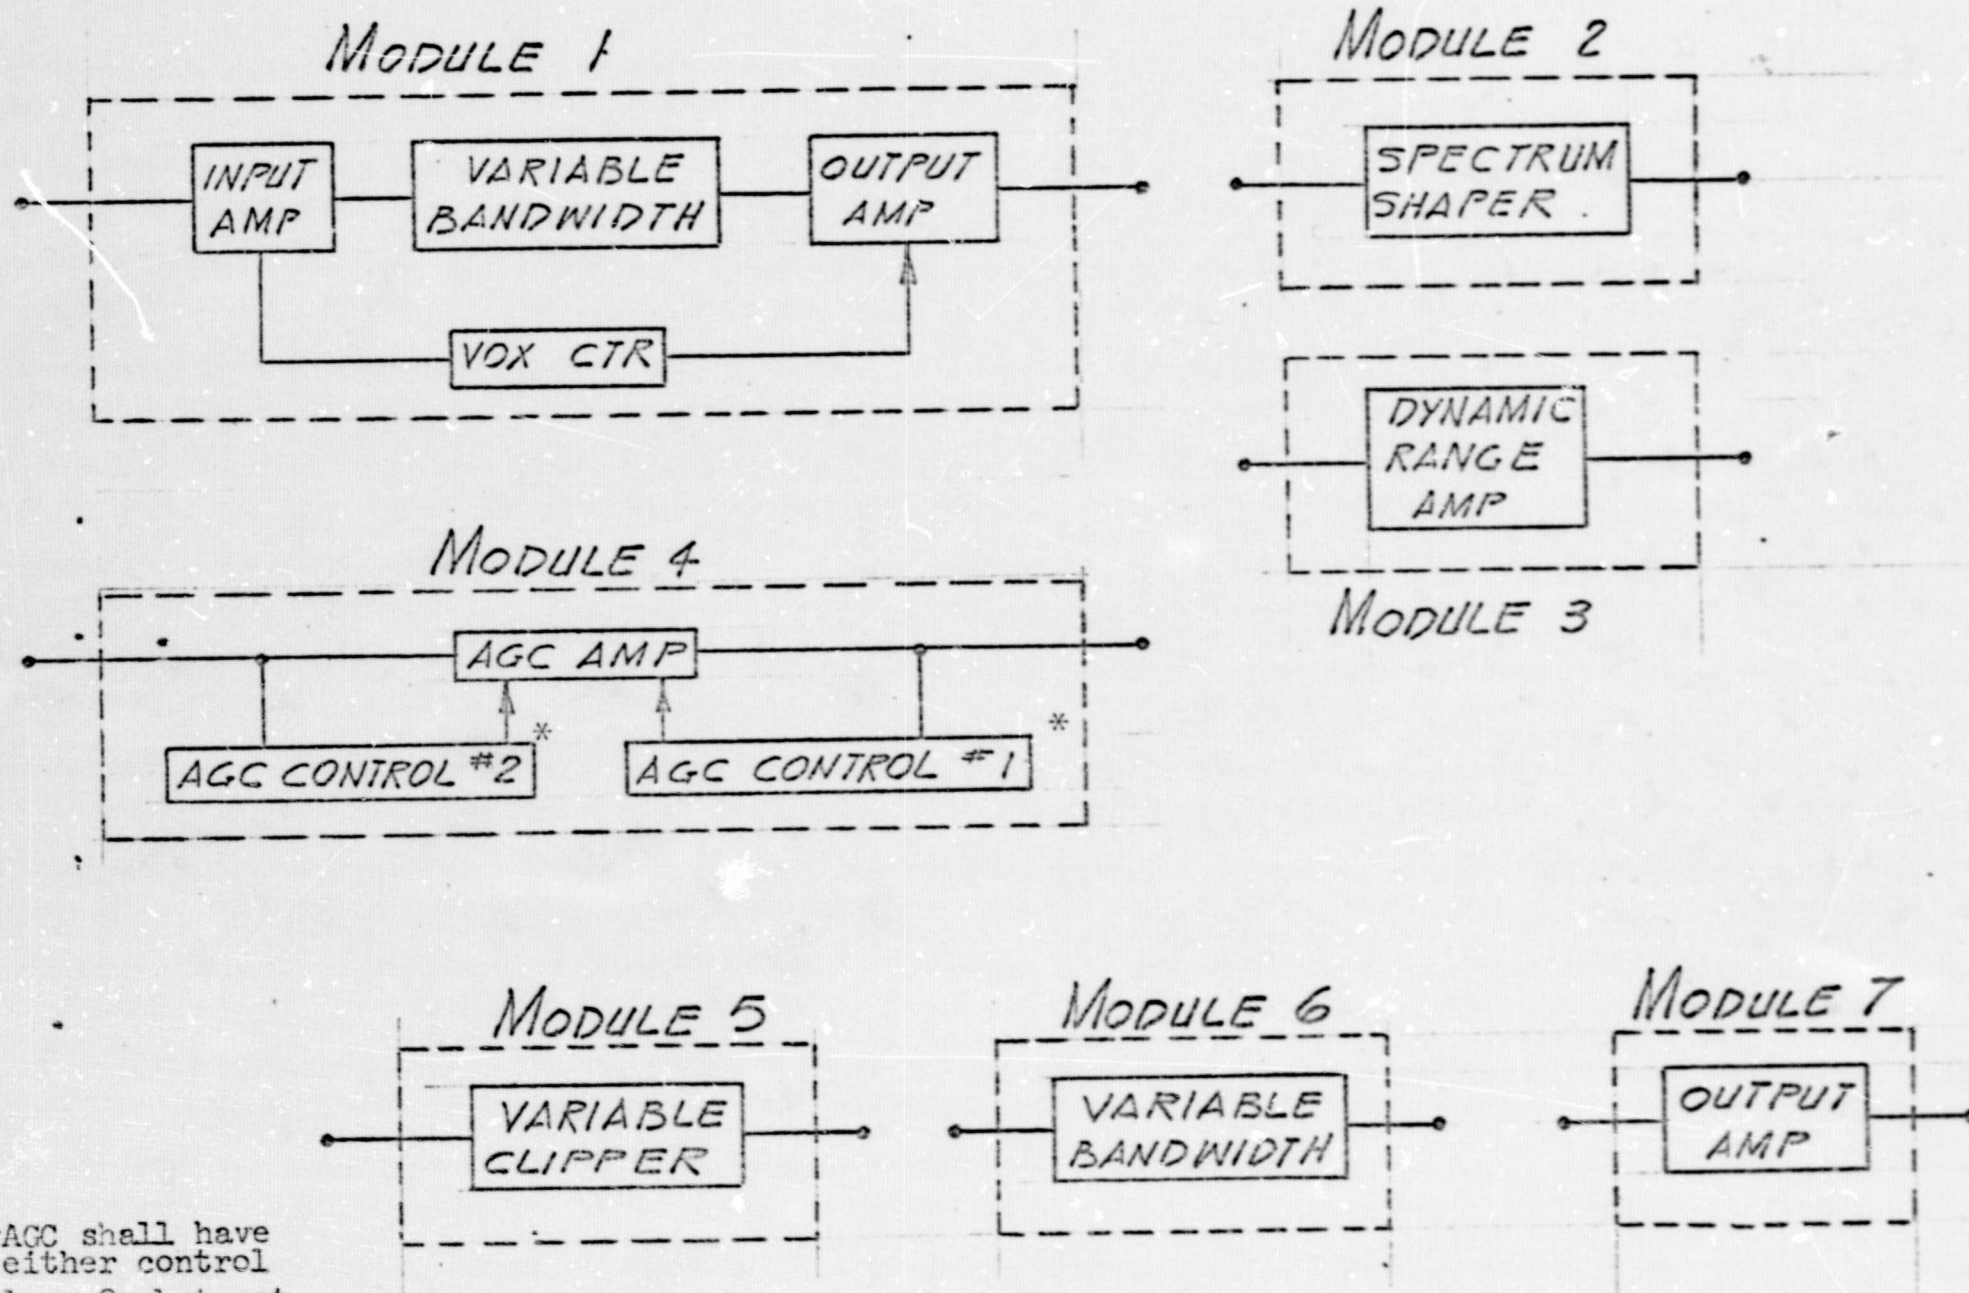 MODULE 1
INPUT
AMP
VARIABLE
BANDWIDTH
OUTPUT
AMP
VOX CTR
MODULE 2
SPECTRUM
SHAPER
DYNAMIC
RANGE
AMP
MODULE 3
MODULE 4
AGC AMP
*
AGC CONTROL #2
*
AGC CONTROL #1
MODULE 5
VARIABLE
CLIPPER
MODULE 6
VARIABLE
BANDWIDTH
MODULE 7
OUTPUT
AMP
AGC shall have
either control